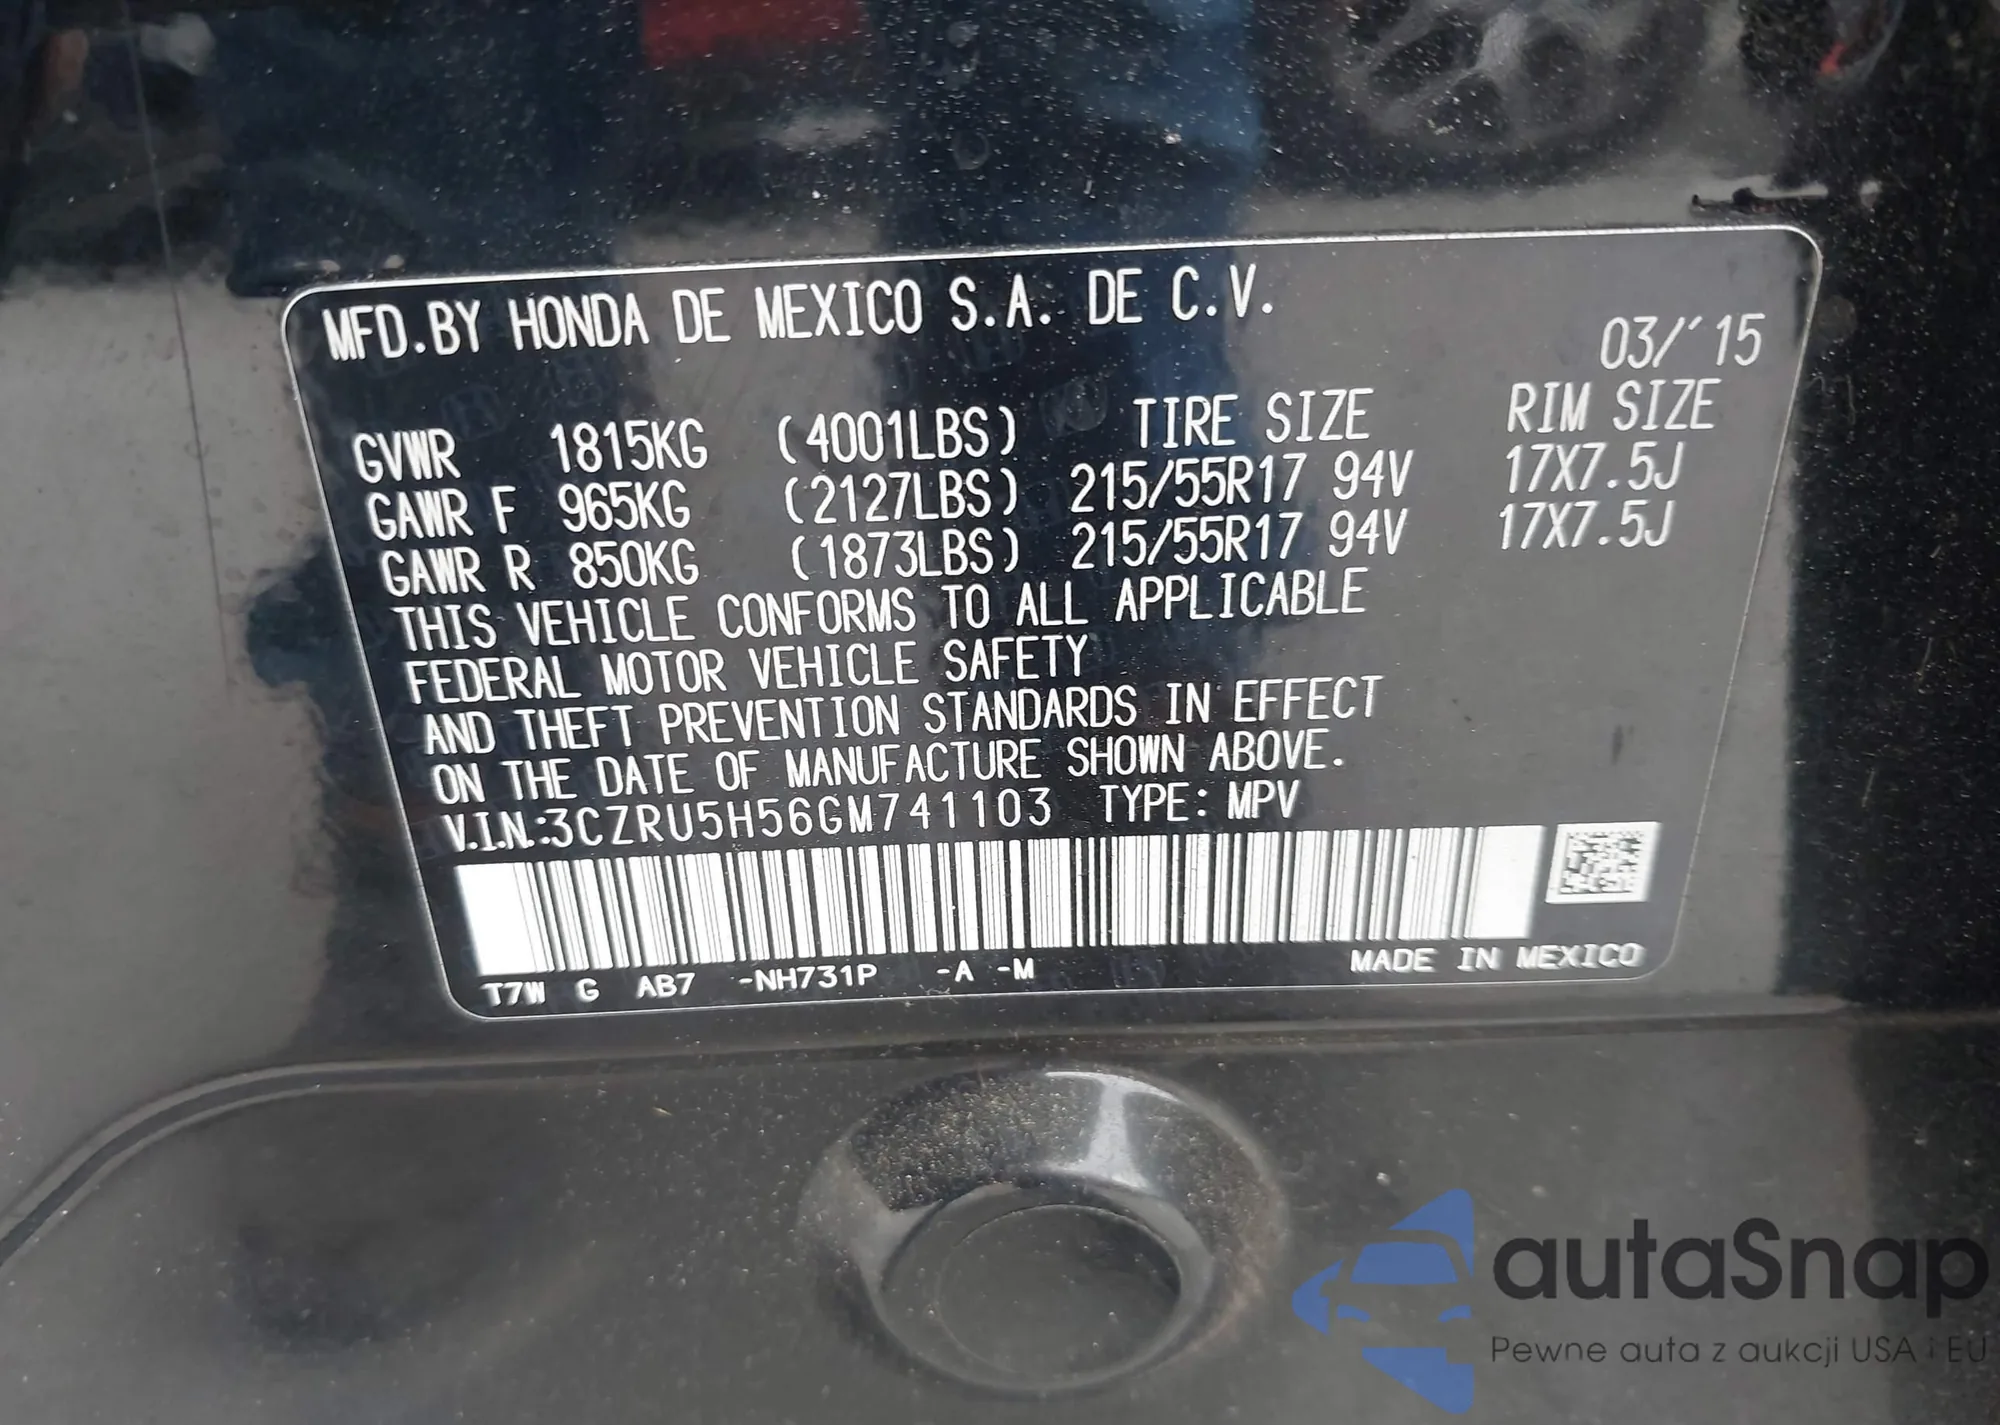 MFD.BY HONDA DE MEXICO S.A. DE C.V.
03/'15
GVWR 1815KG (4001LBS) TIRE SIZE RIM SIZE
GAWR F 965KG (2127LBS) 215/55R17 94V 17X7.5J
GAWR R 850KG (1873LBS) 215/55R17 94V 17X7.5J
THIS VEHICLE CONFORMS TO ALL APPLICABLE
FEDERAL MOTOR VEHICLE SAFETY
AND THEFT PREVENTION STANDARDS IN EFFECT
ON THE DATE OF MANUFACTURE SHOWN ABOVE.
V.I.N.:3CZRU5H56GM741103 TYPE: MPV
T7W G AB7 -NH731P -A -M MADE IN MEXICO
autaSnap
Pewne auta z aukcji USA i EU